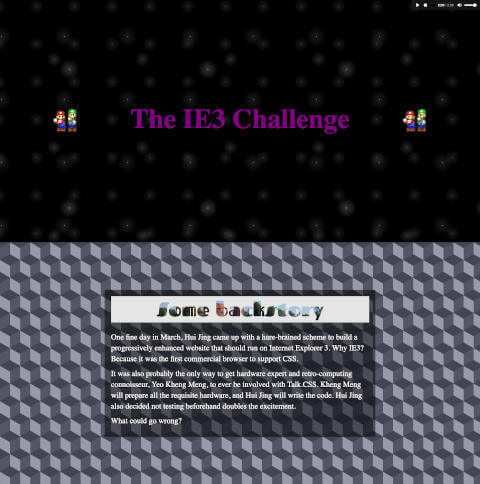 The IE3 Challenge
Some backstory
One fine day in March, Hui Jing came up with a hare-brained scheme to build a
progressively enhanced website that should run on Internet Explorer 3. Why IE3?
Because it was the first commercial browser to support CSS.
It was also probably the only way to get hardware expert and retro-computing
connoisseur, Yeo Kheng Meng, to ever be involved with Talk.CSS. Kheng Meng
will prepare all the requisite hardware, and Hui Jing will write the code. Hui Jing
also decided not testing beforehand doubles the excitement.
What could go wrong?